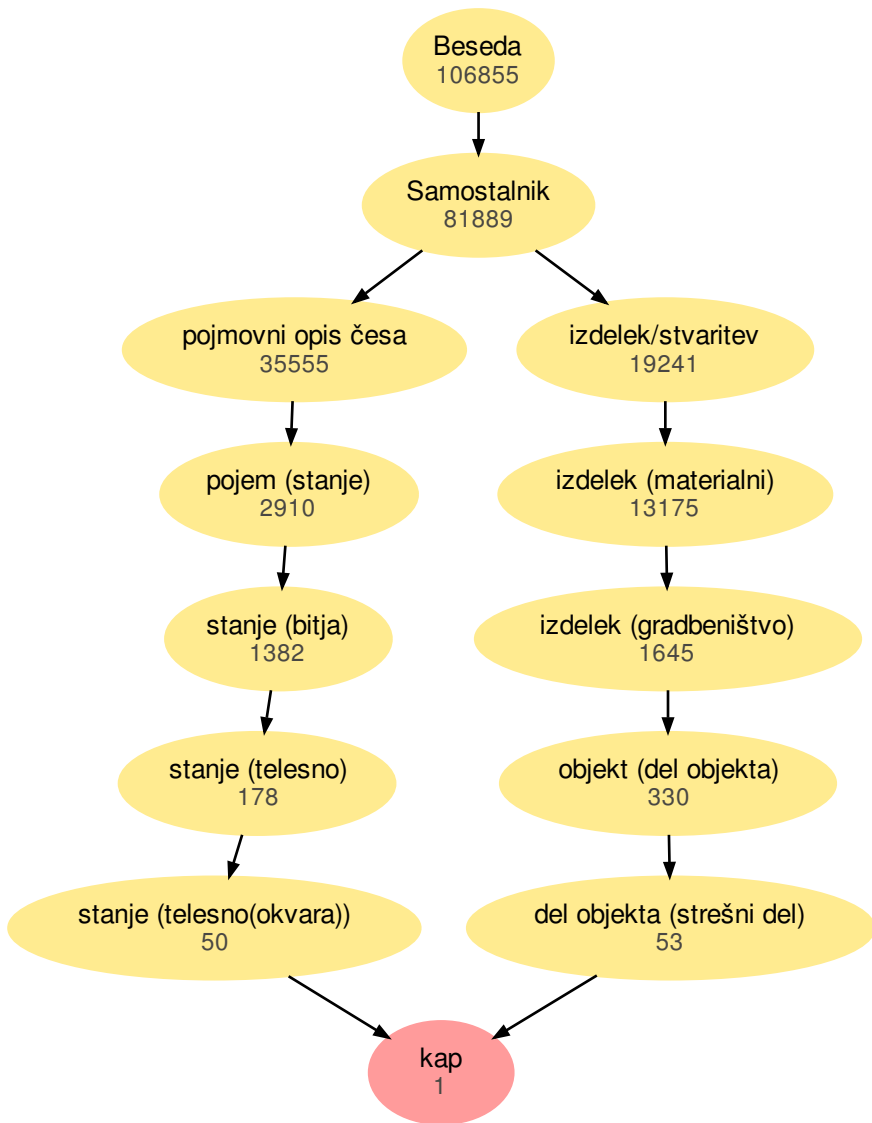 Beseda
106855
Samostalnik
81889
pojmovni opis česa
35555
izdelek/stvaritev
19241
pojem (stanje)
2910
izdelek (materialni)
13175
stanje (bitja)
1382
izdelek (gradbeništvo)
1645
stanje (telesno)
178
objekt (del objekta)
330
stanje (telesno(okvara))
50
del objekta (strešni del)
53
kap
1